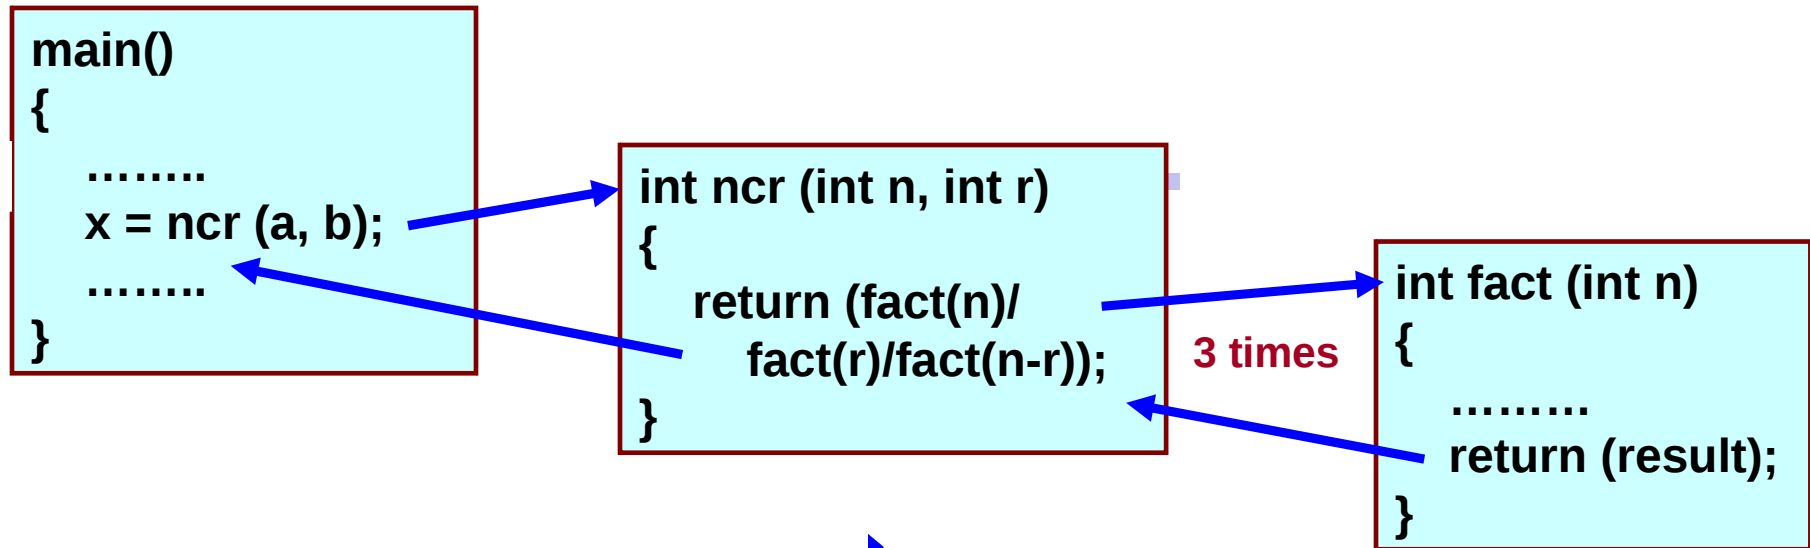 main()
{
……..
x = ncr (a, b);
……..
}
int ncr (int n, int r)
{
return (fact(n)/
fact(r)/fact(n-r));
}
3 times
int fact (int n)
{
………
return (result);
}